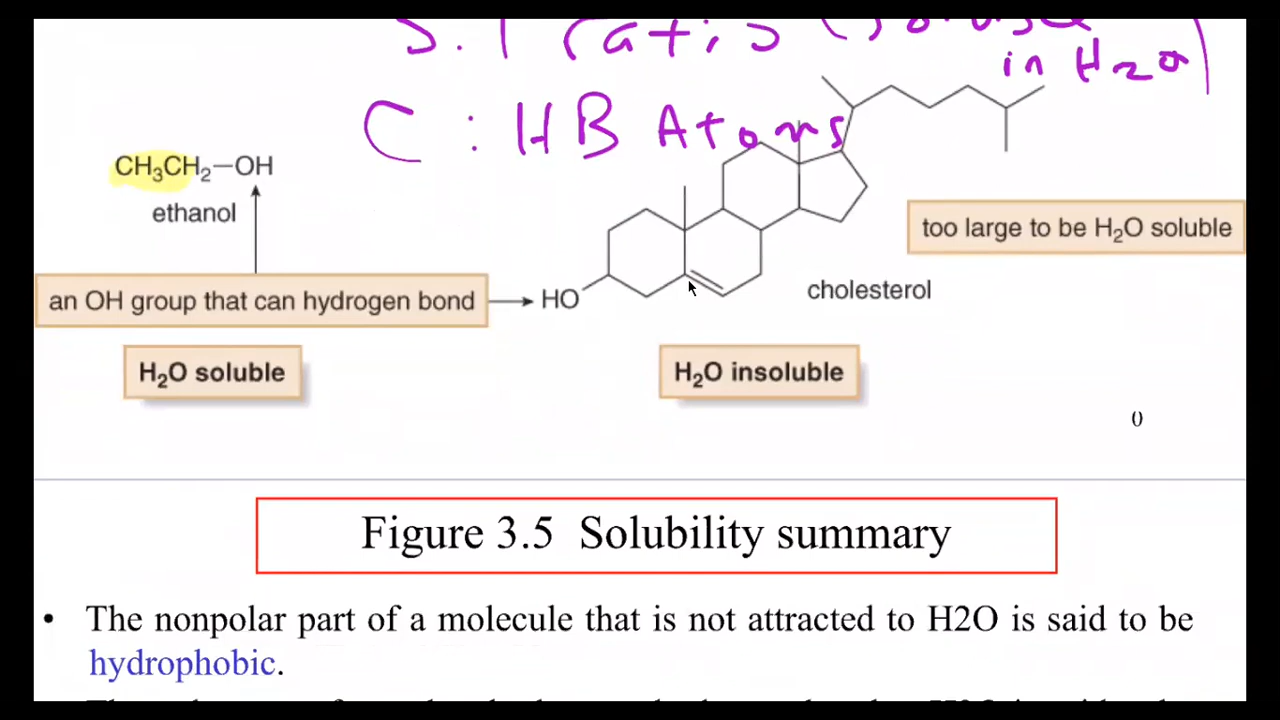 5.1 ratio (soluble
in H2O)
C: HB Atoms
CH3CH2—OH
ethanol
too large to be H2O soluble
an OH group that can hydrogen bond
HO
cholesterol
H2O soluble
H2O insoluble
0
Figure 3.5 Solubility summary
• The nonpolar part of a molecule that is not attracted to H2O is said to be
hydrophobic.